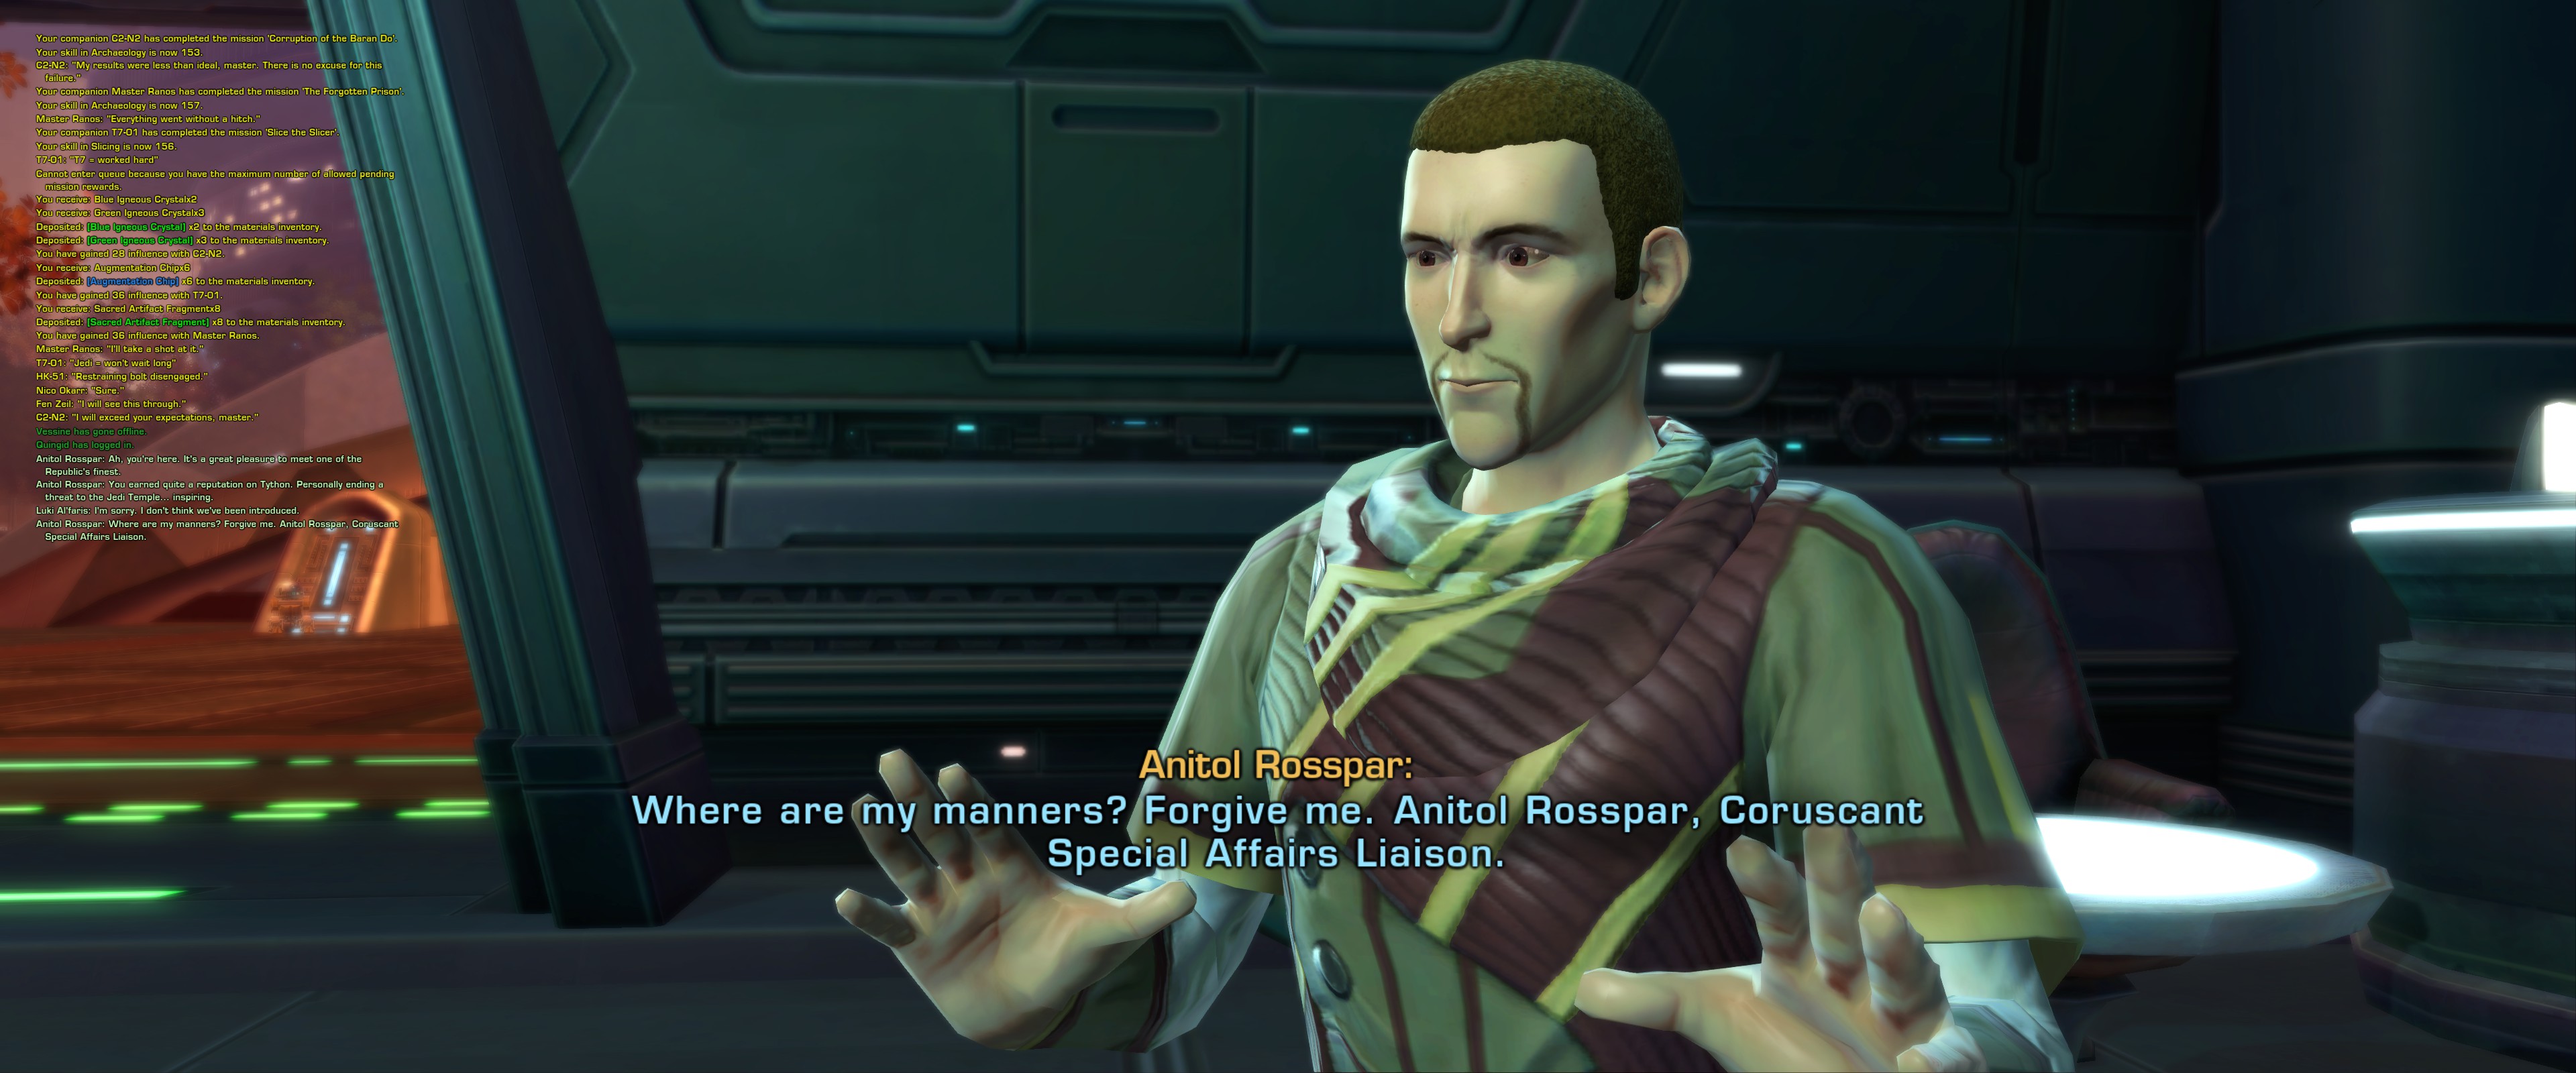 Your companion C2-N2 has completed the mission 'Corruption of the Baran Do'.
Your skill in Archaeology is now 153.
C2-N2: "My results were less than ideal, master. There is no excuse for this
failure."
Your companion Master Ranos has completed the mission 'The Forgotten Prison'.
Your skill in Archaeology is now 157.
Master Ranos: "Everything went without a hitch."
Your companion T7-01 has completed the mission 'Slice the Slicer'.
Your skill in Slicing is now 156.
T7-01: "T7 = worked hard"
Cannot enter queue because you have the maximum number of allowed pending
mission rewards.
You receive: Blue Igneous Crystalx2
You receive: Green Igneous Crystalx3
Deposited: [Blue Igneous Crystal] x2 to the materials inventory.
Deposited: [Green Igneous Crystal] x3 to the materials inventory.
You have gained 28 influence with C2-N2.
You receive: Augmentation Chipx6
Deposited: [Augmentation Chip] x6 to the materials inventory.
You have gained 36 influence with T7-01.
You receive: Sacred Artifact Fragmentx8
Deposited: [Sacred Artifact Fragment] x8 to the materials inventory.
You have gained 36 influence with Master Ranos.
Master Ranos: "I'll take a shot at it."
T7-01: "Jedi = won't wait long"
HK-51: "Restraining bolt disengaged."
Nico Okarr: "Sure."
Fen Zeil: "I will see this through."
C2-N2: "I will exceed your expectations, master."
Vessine has gone offline.
Quingid has logged in.
Anitol Rosspar: Ah, you're here. It's a great pleasure to meet one of the
Republic's finest.
Anitol Rosspar: You earned quite a reputation on Tython. Personally ending a
threat to the Jedi Temple... inspiring.
Luki Al'faris: I'm sorry. I don't think we've been introduced.
Anitol Rosspar: Where are my manners? Forgive me. Anitol Rosspar, Coruscant
Special Affairs Liaison.
Anitol Rosspar:
Where are my manners? Forgive me. Anitol Rosspar, Coruscant
Special Affairs Liaison.